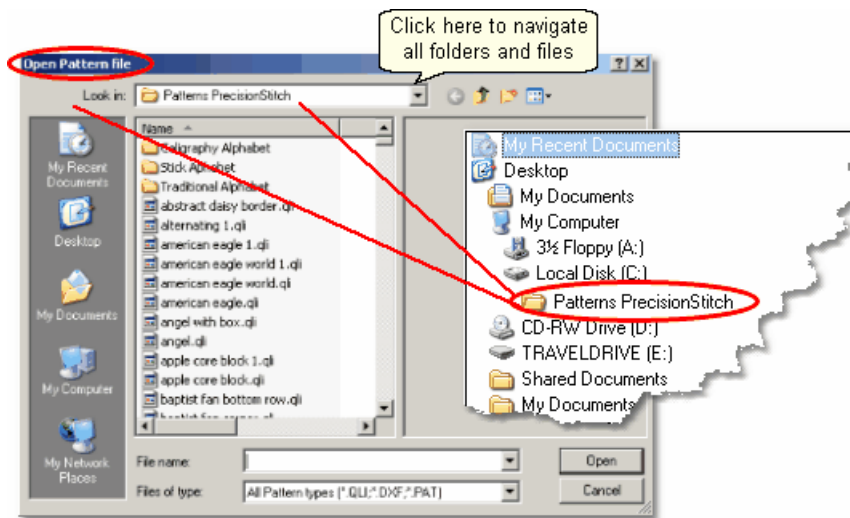 Click here to navigate
all folders and files
Open Pattern file
Look in:
Patterns PrecisionStitch
Name
Caligraphy Alphabet
Stick Alphabet
Traditional Alphabet
abstract daisy border.qli
alternating 1.qli
american eagle 1.qli
american eagle world 1.qli
american eagle world.qli
american eagle.qli
angel with box.qli
angel.qli
apple core block 1.qli
apple core block.qli
baptist fan bottom row.qli
My Recent
Documents
Desktop
My Documents
My Computer
My Network
Places
My Recent Documents
Desktop
My Documents
My Computer
3½ Floppy (A:)
Local Disk (C:)
Patterns PrecisionStitch
CD-RW Drive (D:)
TRAVELDRIVE (E:)
Shared Documents
My Documents
File name:
Open
Files of type:
All Pattern types (*.QLI;*.DXF;*.PAT)
Cancel